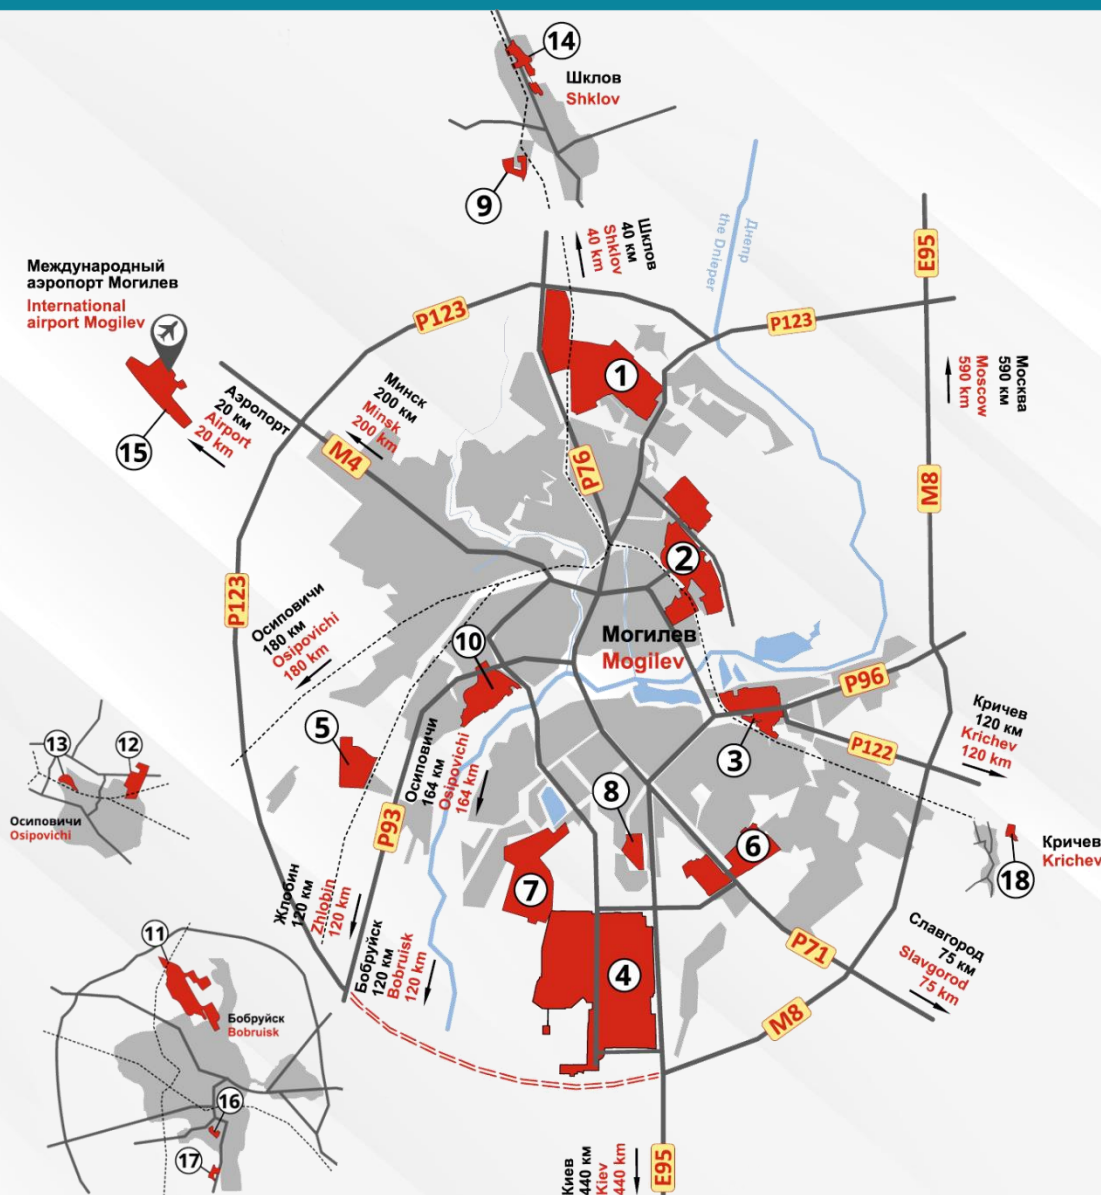 14
Шклов
Shklov
9
Шклов
40 км
Shklov
40 km
Днепр
the Dnieper
E95
Международный
аэропорт Могилев
International
airport Mogilev
P123
P123
Москва
590 км
Moscow
590 km
1
Минск
200 км
Minsk
200 km
Аэропорт
20 км
Airport
20 km
15
M4
P76
M8
2
P123
Осиповичи
180 км
Osipovichi
180 km
Могилев
Mogilev
10
P96
Кричев
120 км
Krichev
120 km
5
3
P122
13
12
Осиповичи
Osipovichi
Осиповичи
164 км
Osipovichi
164 km
8
P93
6
Кричев
Krichev
18
7
Жлобин
120 км
Zhlobin
120 km
Бобруйск
120 км
Bobruisk
120 km
11
P71
Славгород
75 км
Slavgorod
75 km
4
Бобруйск
Bobruisk
M8
16
17
Киев
440 км
Kiev
440 km
E95